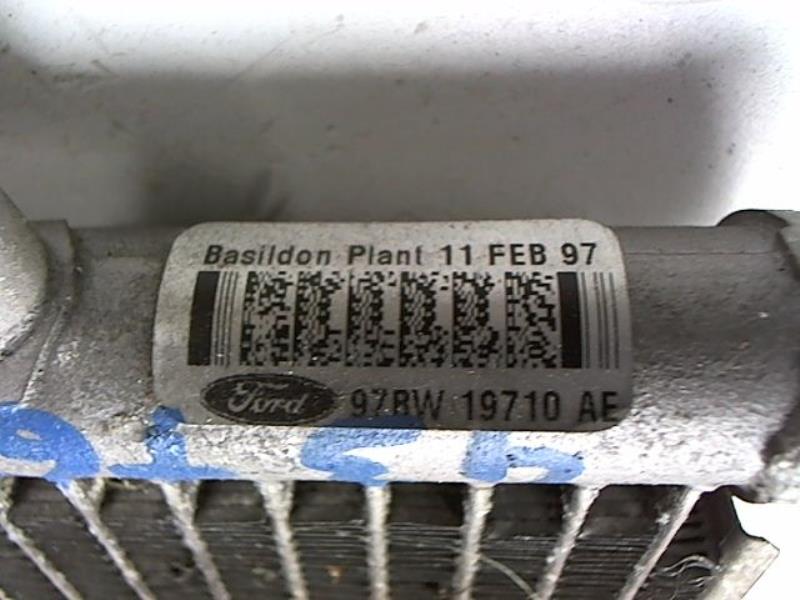 Basildon Plant 11 FEB 97
Ford 97BW 19710 AE